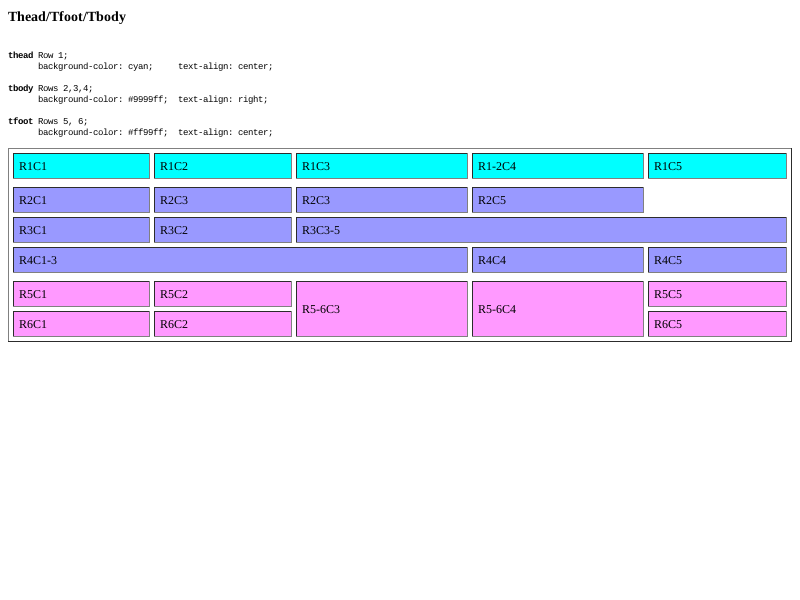 Thead/Tfoot/Tbody
thead Row 1;
background-color: cyan;     text-align: center;
tbody Rows 2,3,4;
background-color: #9999ff;  text-align: right;
tfoot Rows 5, 6;
background-color: #ff99ff;  text-align: center;
R1C1 R1C2 R1C3 R1-2C4 R1C5
R2C1 R2C3 R2C3 R2C5
R3C1 R3C2 R3C3-5
R4C1-3 R4C4 R4C5
R5C1 R5C2 R5-6C3 R5-6C4 R5C5
R6C1 R6C2 R6C5